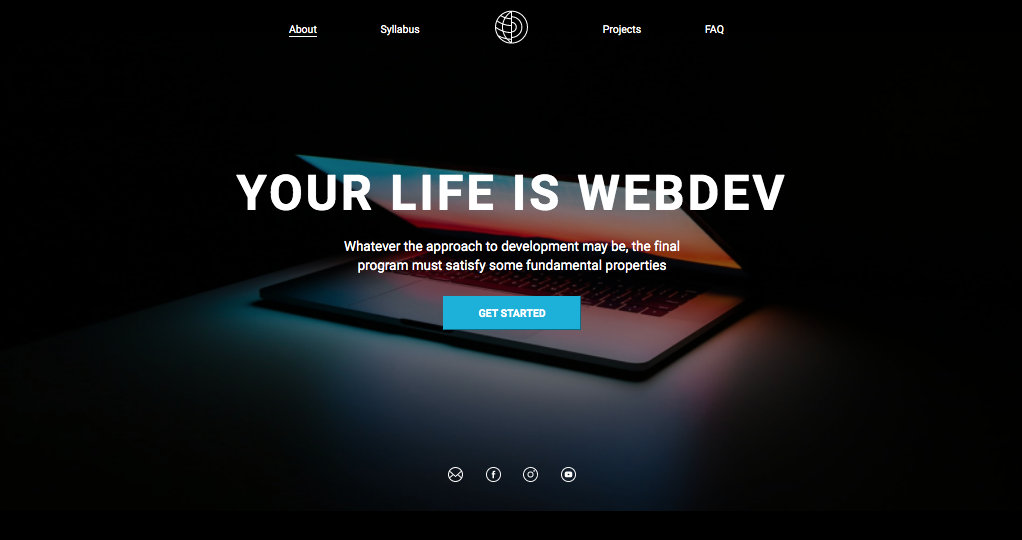 About Syllabus Projects FAQ
YOUR LIFE IS WEBDEV
Whatever the approach to development may be, the final
program must satisfy some fundamental properties
GET STARTED